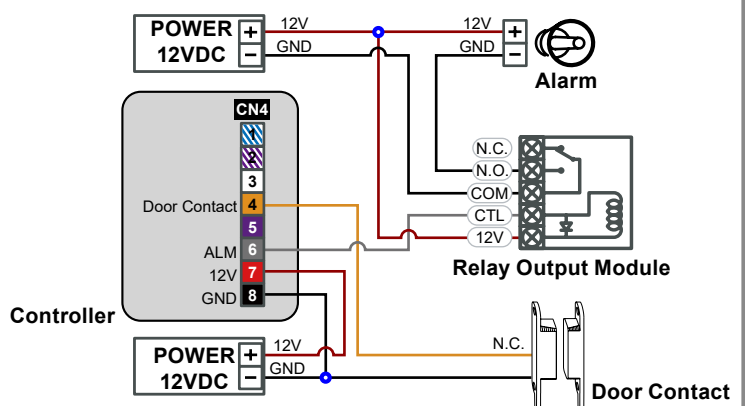 POWER
12VDC
+
−
12V
GND
12V
GND
+
−
Alarm
CN4
1
2
3
Door Contact 4
5
ALM 6
12V 7
GND 8
Controller
N.C.
N.O.
COM
CTL
12V
Relay Output Module
POWER
12VDC
+
−
12V
GND
N.C.
Door Contact